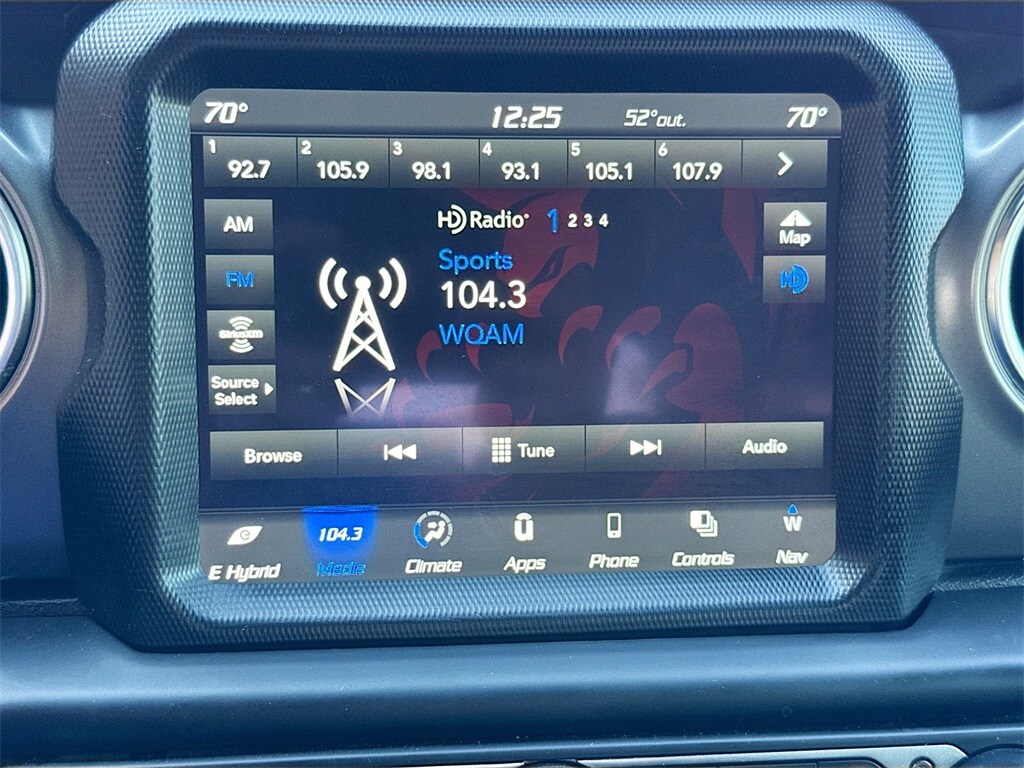 70° 12:25 52°out. 70°
1 92.7 2 105.9 3 98.1 4 93.1 5 105.1 6 107.9
AM
HD Radio 1 2 3 4
Map
FM
Sports
HD
104.3
SiriusXM
WQAM
Source
Select
Browse Tune Audio
E Hybrid 104.3 Media Climate Apps Phone Controls W Nav